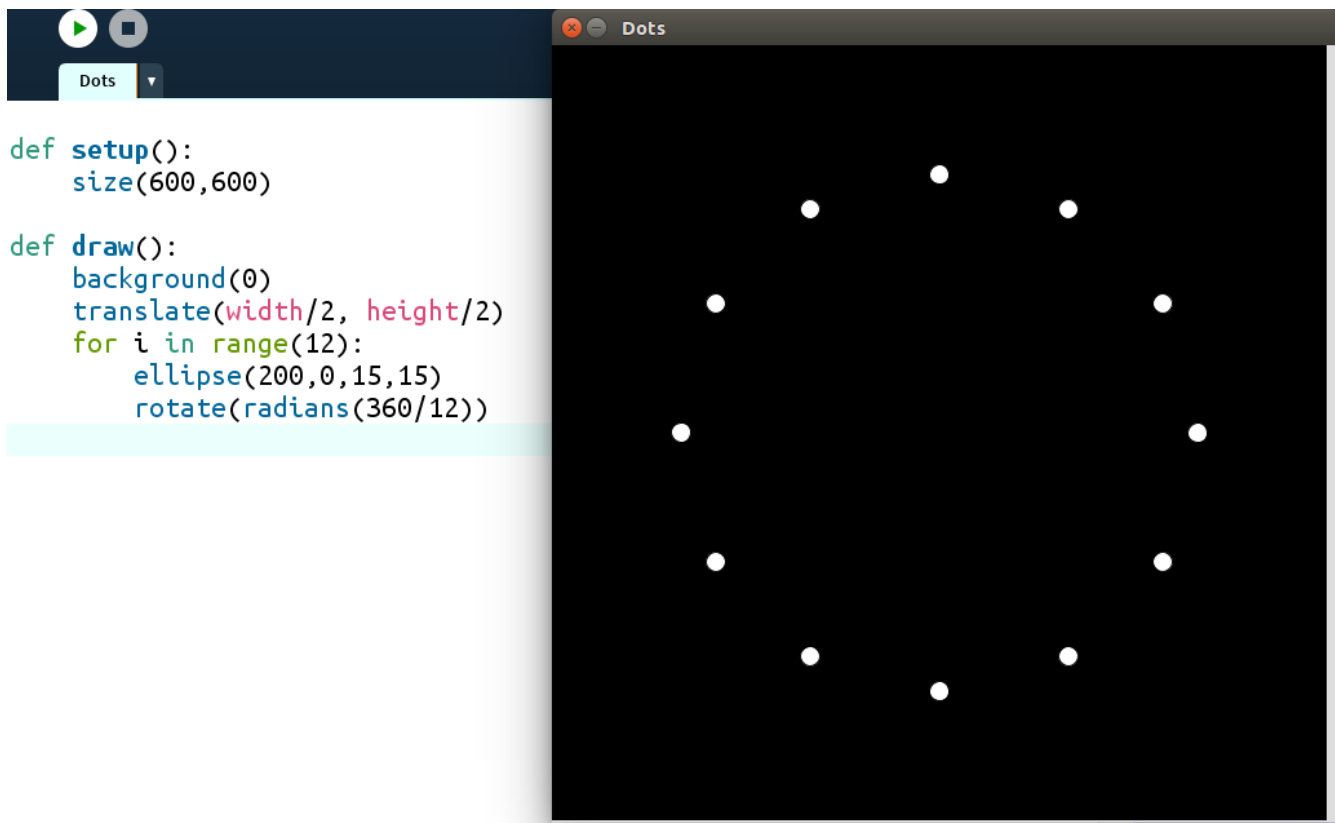 Dots
Dots
def setup():
    size(600,600)
def draw():
    background(0)
    translate(width/2, height/2)
    for i in range(12):
        ellipse(200,0,15,15)
        rotate(radians(360/12))